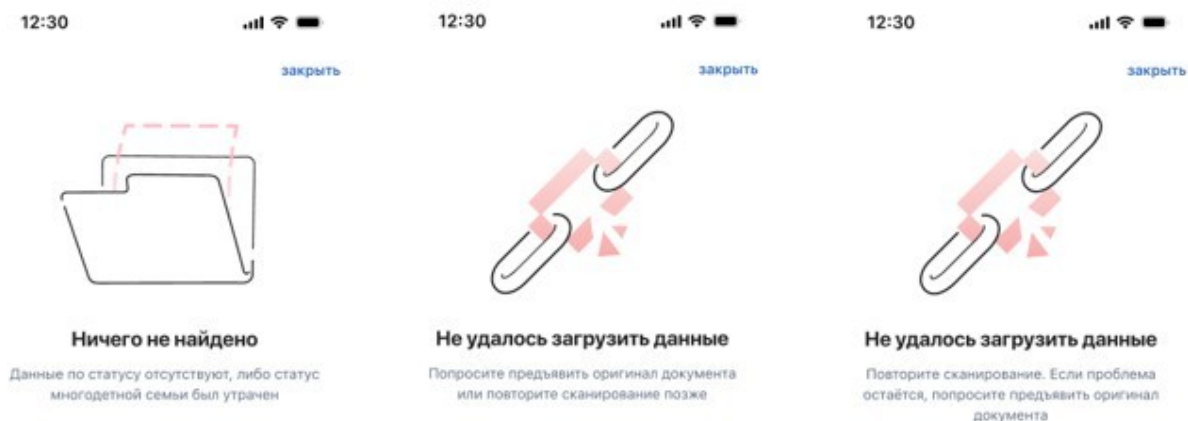 12:30
закрыть
Ничего не найдено
Данные по статусу отсутствуют, либо статус
многодетной семьи был утрачен
12:30
закрыть
Не удалось загрузить данные
Попросите предъявить оригинал документа
или повторите сканирование позже
12:30
закрыть
Не удалось загрузить данные
Повторите сканирование. Если проблема
остаётся, попросите предъявить оригинал
документа